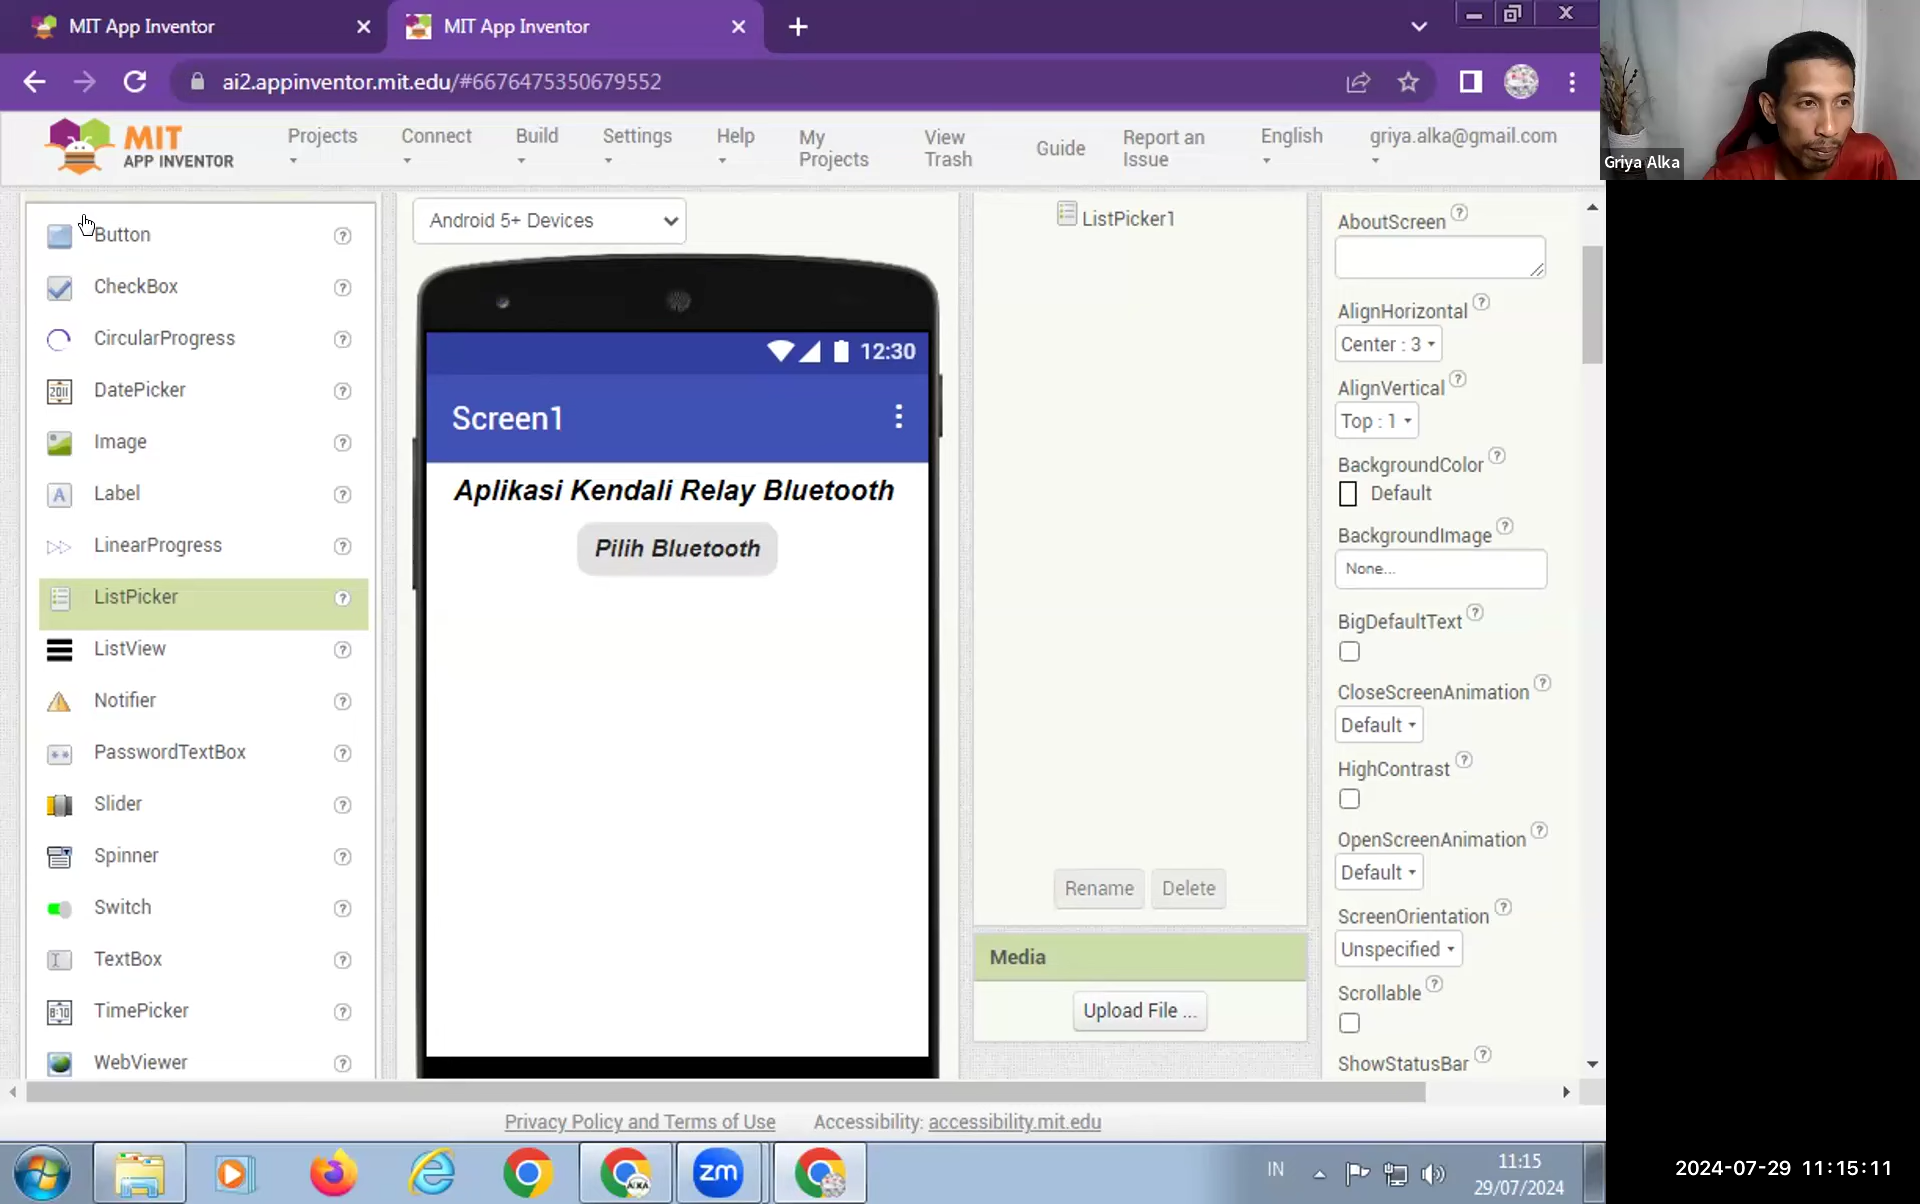 MIT App Inventor
MIT App Inventor
ai2.appinventor.mit.edu/#6676475350679552
Griya Alka
MIT
APP INVENTOR
Projects
Connect
Build
Settings
Help
My
Projects
View
Trash
Guide
Report an
Issue
English
griya.alka@gmail.com
Button
CheckBox
CircularProgress
DatePicker
Image
Label
LinearProgress
ListPicker
ListView
Notifier
PasswordTextBox
Slider
Spinner
Switch
TextBox
TimePicker
WebViewer
Android 5+ Devices
12:30
Screen1
Aplikasi Kendali Relay Bluetooth
Pilih Bluetooth
ListPicker1
Rename
Delete
Media
Upload File ...
AboutScreen
AlignHorizontal
Center : 3
AlignVertical
Top : 1
BackgroundColor
Default
BackgroundImage
None...
BigDefaultText
CloseScreenAnimation
Default
HighContrast
OpenScreenAnimation
Default
ScreenOrientation
Unspecified
Scrollable
ShowStatusBar
Privacy Policy and Terms of Use
Accessibility: accessibility.mit.edu
zm
IN
11:15
29/07/2024
2024-07-29 11:15:11